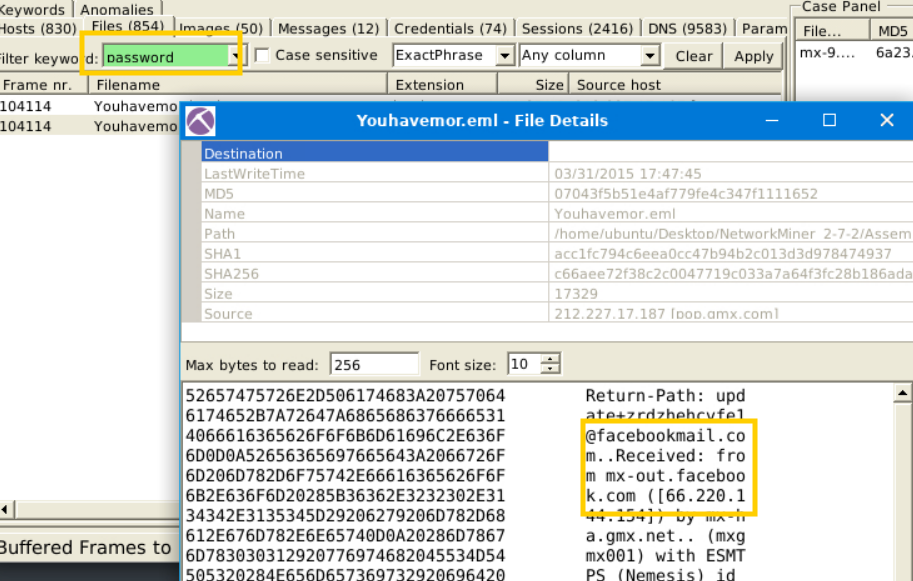 Keywords Anomalies
Hosts (830) Files (854) Images (50) Messages (12) Credentials (74) Sessions (2416) DNS (9583) Param
Filter keyword: password Case sensitive ExactPhrase Any column Clear Apply
Frame nr. Filename Extension Size Source host
104114 Youhavemo
104114 Youhavemo
Case Panel
File... MD5
mx-9.... 6a23.
Youhavemor.eml - File Details
Destination
LastWriteTime 03/31/2015 17:47:45
MD5 07043f5b51e4af779fe4c347f1111652
Name Youhavemor.eml
Path /home/ubuntu/Desktop/NetworkMiner_2-7-2/Assem
SHA1 acc1fc794c6eea0cc47b94b2c013d3d978474937
SHA256 c66aee72f38c2c0047719c033a7a64f3fc28b186ada
Size 17329
Source 212.227.17.187 [pop.gmx.com]
Max bytes to read: 256 Font size: 10
52657475726E2D506174683A20757064 Return-Path: upd
6174652B7A72647A6865686376666531 ate+zrdzhehcvfe1
4066616365626F6F6B6D61696C2E636F @facebookmail.co
6D0D0A52656365697665643A2066726F m..Received: fro
6D206D782D6F75742E66616365626F6F m mx-out.faceboo
6B2E636F6D20285B36362E3232302E31 k.com ([66.220.1
34342E3135345D29206279206D782D68 44.154]) by mx-h
612E676D782E6E65740D0A20286D7867 a.gmx.net.. (mxg
6D78303031292077697468204553 4D54 mx001) with ESMT
505320284E656D65736973292069 6420 PS (Nemesis) id
Buffered Frames to